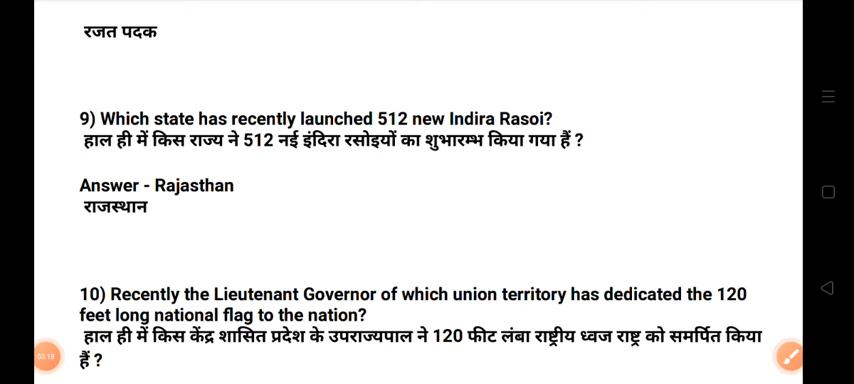 रजत पदक
9) Which state has recently launched 512 new Indira Rasoi?
हाल ही में किस राज्य ने 512 नई इंदिरा रसोइयों का शुभारम्भ किया गया हैं ?
Answer - Rajasthan
राजस्थान
10) Recently the Lieutenant Governor of which union territory has dedicated the 120
feet long national flag to the nation?
हाल ही में किस केंद्र शासित प्रदेश के उपराज्यपाल ने 120 फीट लंबा राष्ट्रीय ध्वज राष्ट्र को समर्पित किया
हैं ?
03:18